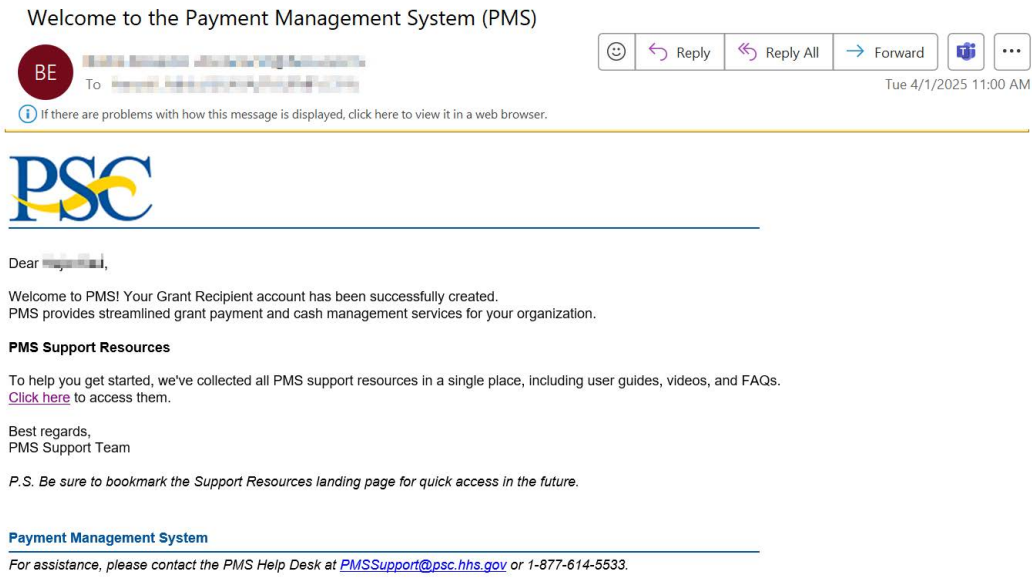 Welcome to the Payment Management System (PMS)
BE
To
Reply
Reply All
Forward
Tue 4/1/2025 11:00 AM
If there are problems with how this message is displayed, click here to view it in a web browser.
PSC
Dear ,
Welcome to PMS! Your Grant Recipient account has been successfully created.
PMS provides streamlined grant payment and cash management services for your organization.
PMS Support Resources
To help you get started, we've collected all PMS support resources in a single place, including user guides, videos, and FAQs.
Click here to access them.
Best regards,
PMS Support Team
P.S. Be sure to bookmark the Support Resources landing page for quick access in the future.
Payment Management System
For assistance, please contact the PMS Help Desk at PMSSupport@psc.hhs.gov or 1-877-614-5533.